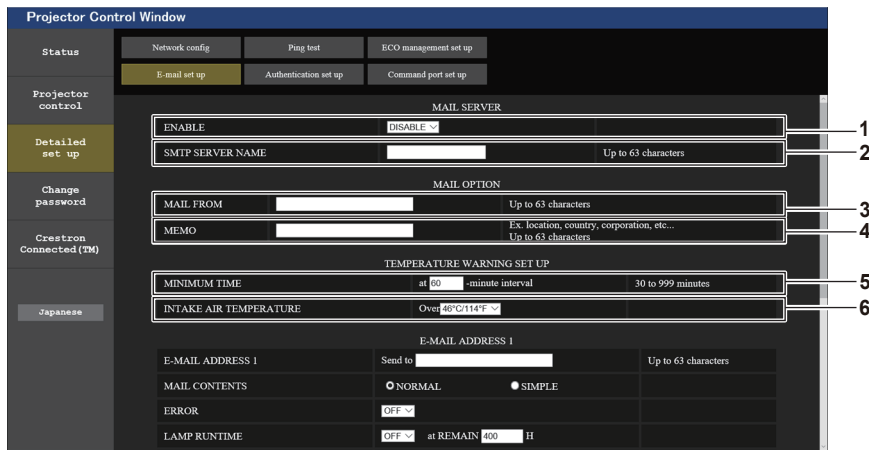 Projector Control Window
Status
Projector
control
Detailed
set up
Change
password
Crestron
Connected(TM)
Japanese
Network config Ping test ECO management set up
E-mail set up Authentication set up Command port set up
MAIL SERVER
ENABLE DISABLE 1
SMTP SERVER NAME Up to 63 characters 2
MAIL OPTION
MAIL FROM Up to 63 characters 3
MEMO Ex. location, country, corporation, etc...
Up to 63 characters 4
TEMPERATURE WARNING SET UP
MINIMUM TIME at 60 -minute interval 30 to 999 minutes 5
INTAKE AIR TEMPERATURE Over 46°C/114°F 6
E-MAIL ADDRESS 1
E-MAIL ADDRESS 1 Send to Up to 63 characters
MAIL CONTENTS NORMAL SIMPLE
ERROR OFF
LAMP RUNTIME OFF at REMAIN 400 H